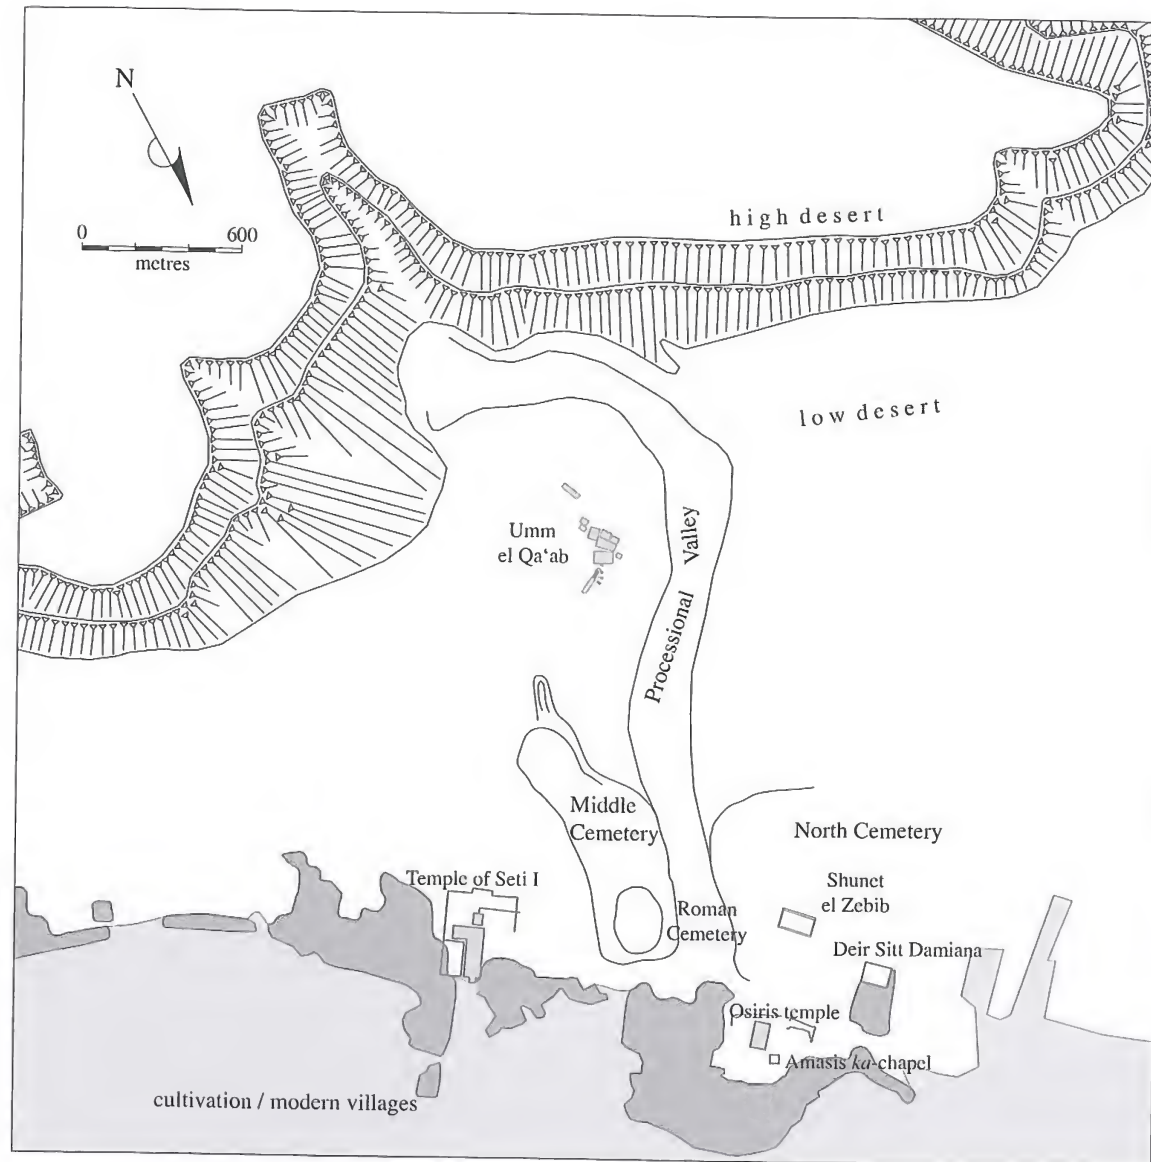 N
0 600
metres
high desert
low desert
Umm
el Qa‘ab
Processional Valley
Middle
Cemetery
North Cemetery
Temple of Seti I
Shunet
el Zebib
Roman
Cemetery
Deir Sitt Damiana
Osiris temple
Amasis ka-chapel
cultivation / modern villages